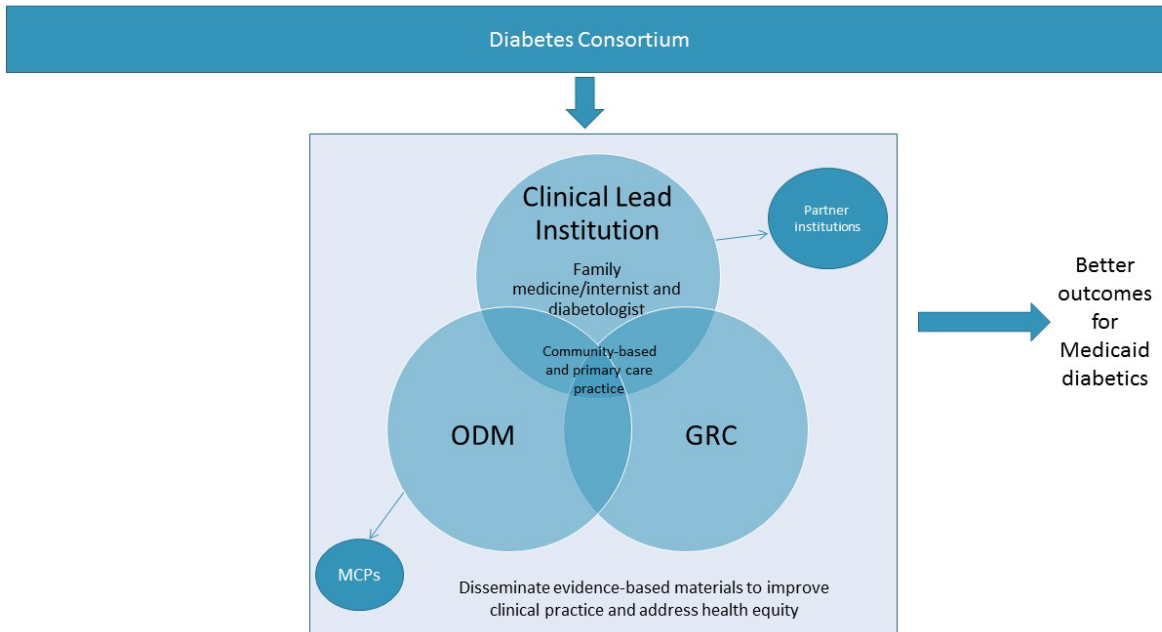 Diabetes Consortium
Clinical Lead
Institution
Partner
institutions
Family
medicine/internist and
diabetologist
Better
outcomes
for
Medicaid
diabetics
Community-based
and primary care
practice
ODM
GRC
MCPs
Disseminate evidence-based materials to improve
clinical practice and address health equity